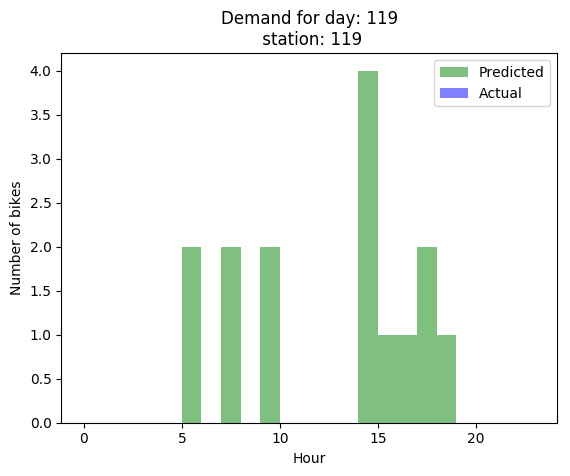 Demand for day: 119
station: 119
Predicted
Actual
4.0
3.5
3.0
2.5
2.0
1.5
1.0
0.5
0.0
Number of bikes
0 5 10 15 20
Hour